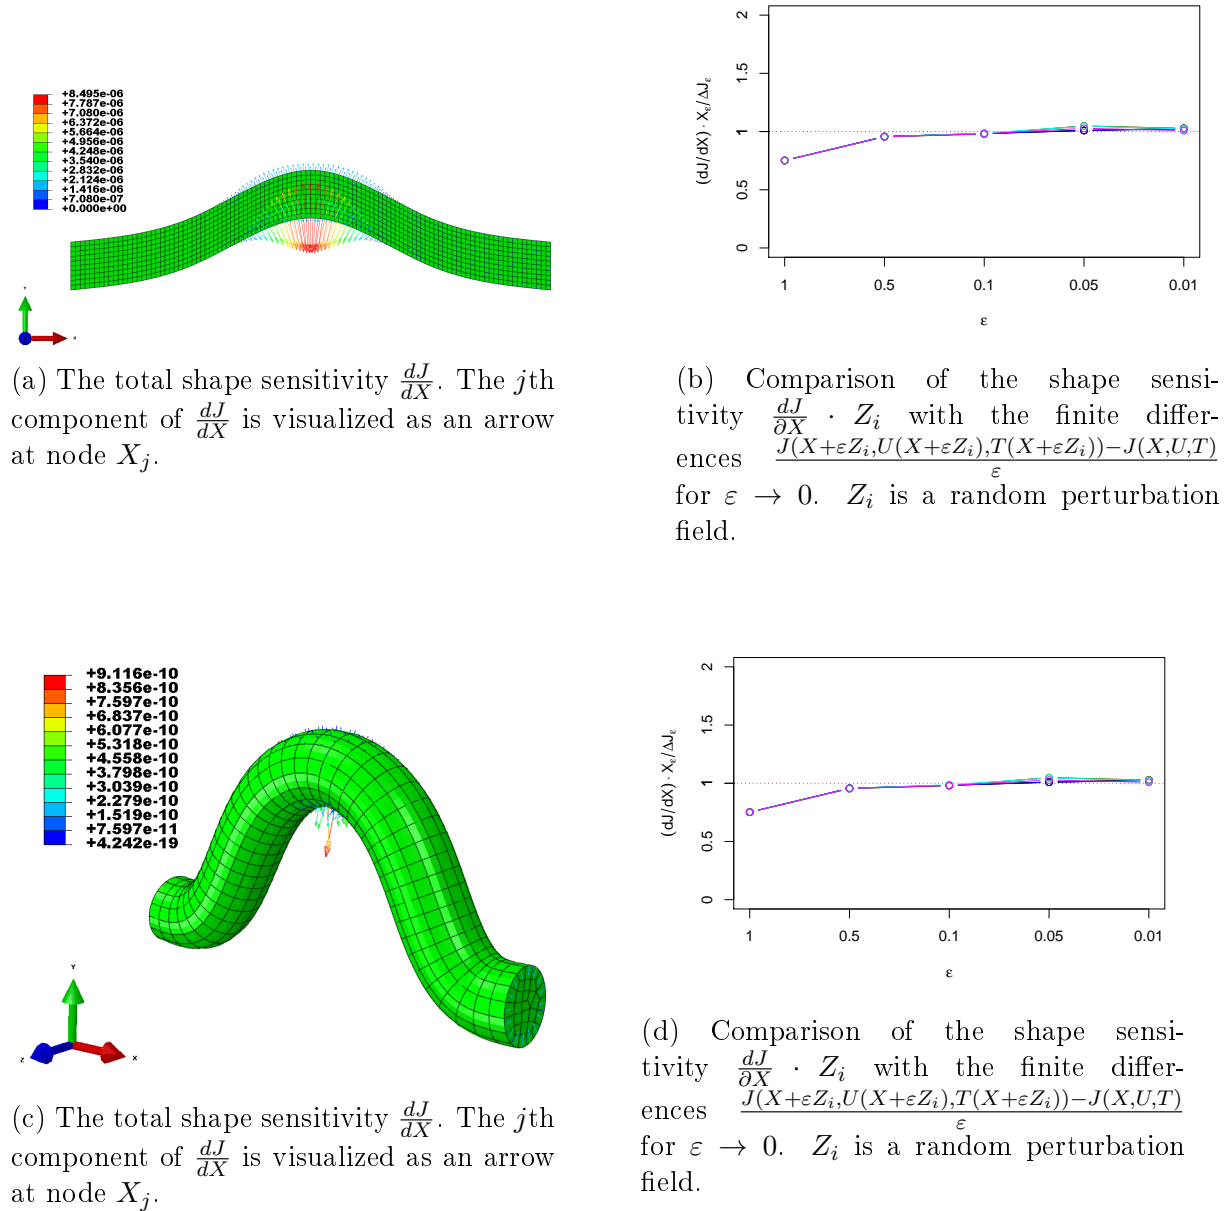 +8.495e-06
+7.787e-06
+7.080e-06
+6.372e-06
+5.664e-06
+4.956e-06
+4.248e-06
+3.540e-06
+2.832e-06
+2.124e-06
+1.416e-06
+7.080e-07
+0.000e+00
Y
X
(a) The total shape sensitivity dJ/dX. The jth
component of dJ/dX is visualized as an arrow
at node X_j.
2
1.5
1
0.5
0
(dJ/dX) · X_ε/ΔJ_ε
1 0.5 0.1 0.05 0.01
ε
(b) Comparison of the shape sensi-
tivity dJ/∂X · Z_i with the finite differ-
ences J(X+εZ_i,U(X+εZ_i),T(X+εZ_i))−J(X,U,T)/ε
for ε → 0. Z_i is a random perturbation
field.
+9.116e-10
+8.356e-10
+7.597e-10
+6.837e-10
+6.077e-10
+5.318e-10
+4.558e-10
+3.798e-10
+3.039e-10
+2.279e-10
+1.519e-10
+7.597e-11
+4.242e-19
Y
Z
X
(c) The total shape sensitivity dJ/dX. The jth
component of dJ/dX is visualized as an arrow
at node X_j.
2
1.5
1
0.5
0
(dJ/dX) · X_ε/ΔJ_ε
1 0.5 0.1 0.05 0.01
ε
(d) Comparison of the shape sensi-
tivity dJ/∂X · Z_i with the finite differ-
ences J(X+εZ_i,U(X+εZ_i),T(X+εZ_i))−J(X,U,T)/ε
for ε → 0. Z_i is a random perturbation
field.